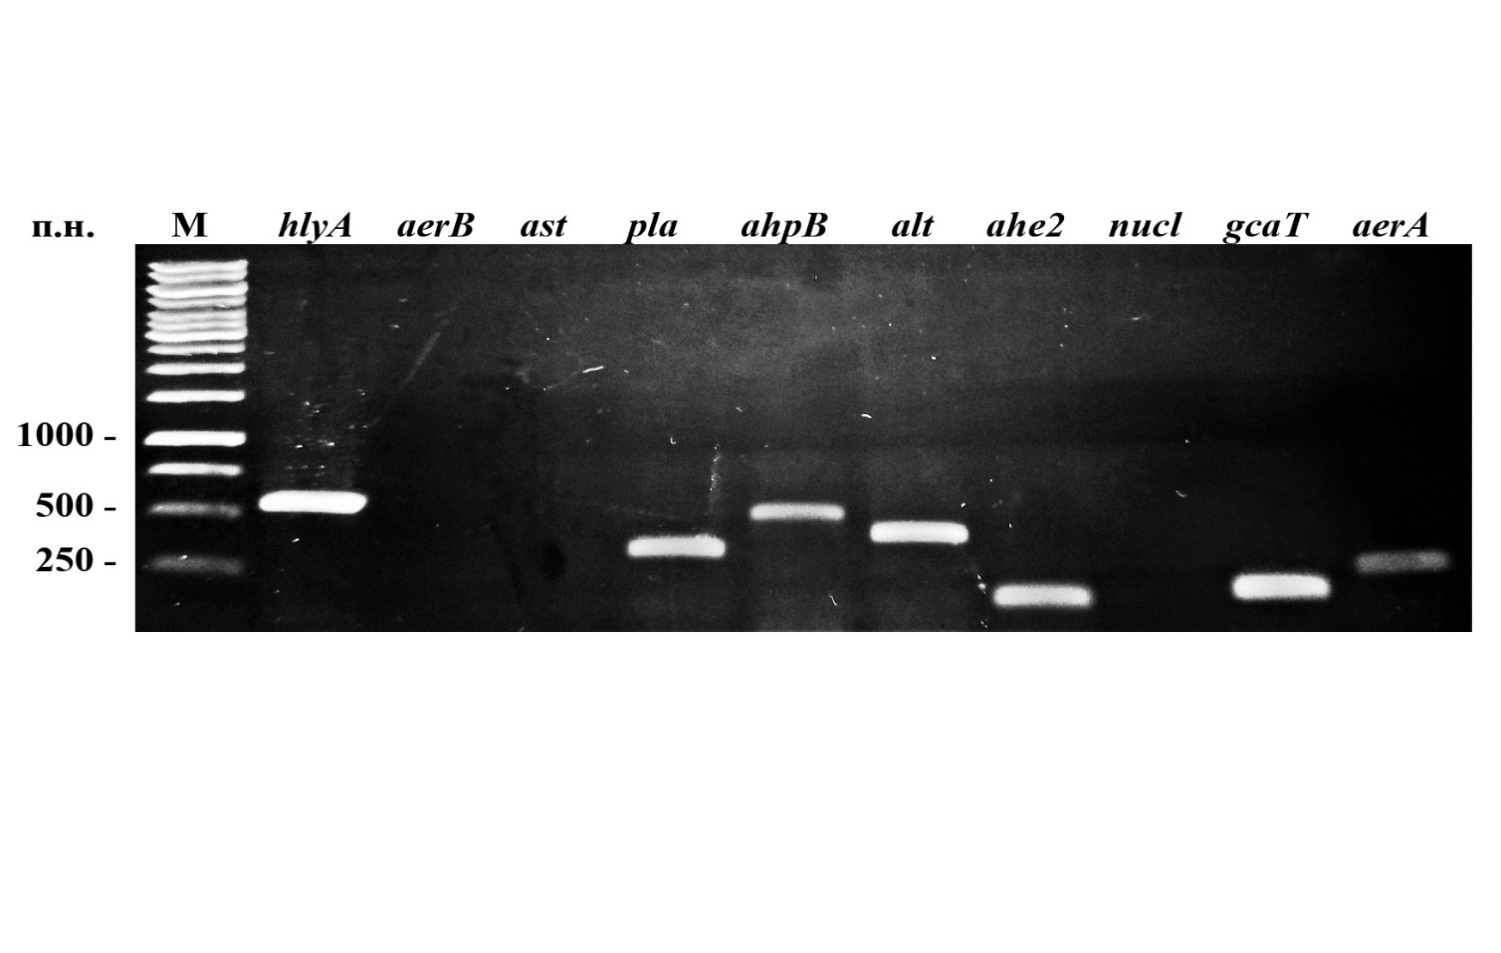 п.н. М hlyA aerB ast pla ahpB alt ahe2 nucl gcaT aerA
1000 -
500 -
250 -